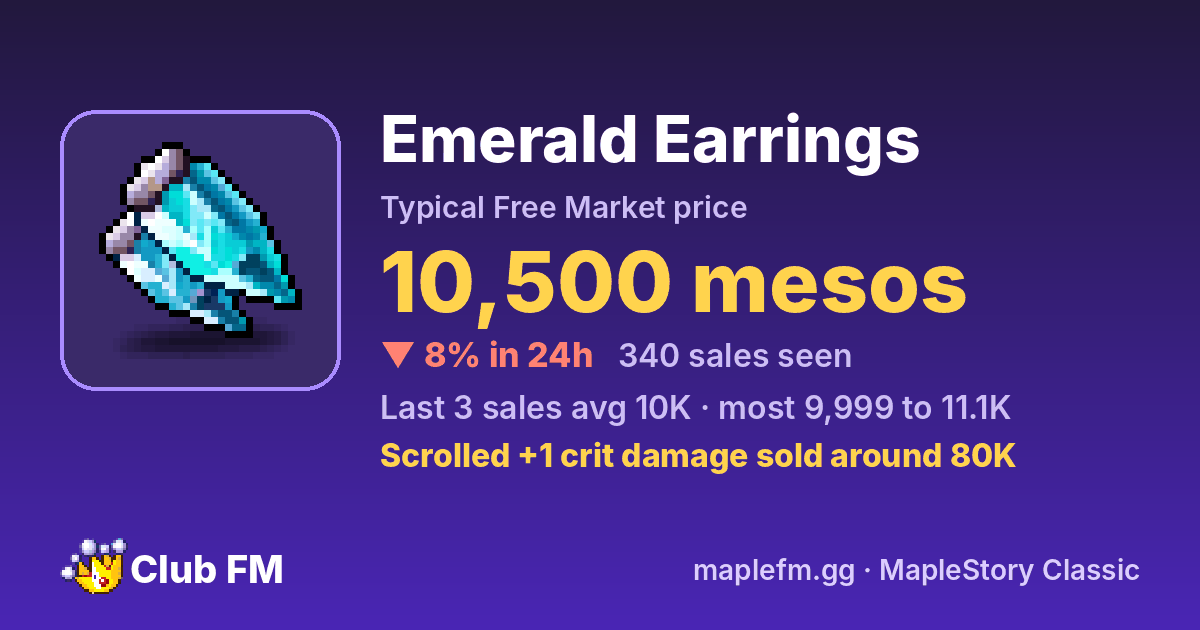 Emerald Earrings
Typical Free Market price
10,500 mesos
▼ 8% in 24h 340 sales seen
Last 3 sales avg 10K · most 9,999 to 11.1K
Scrolled +1 crit damage sold around 80K
Club FM
maplefm.gg · MapleStory Classic